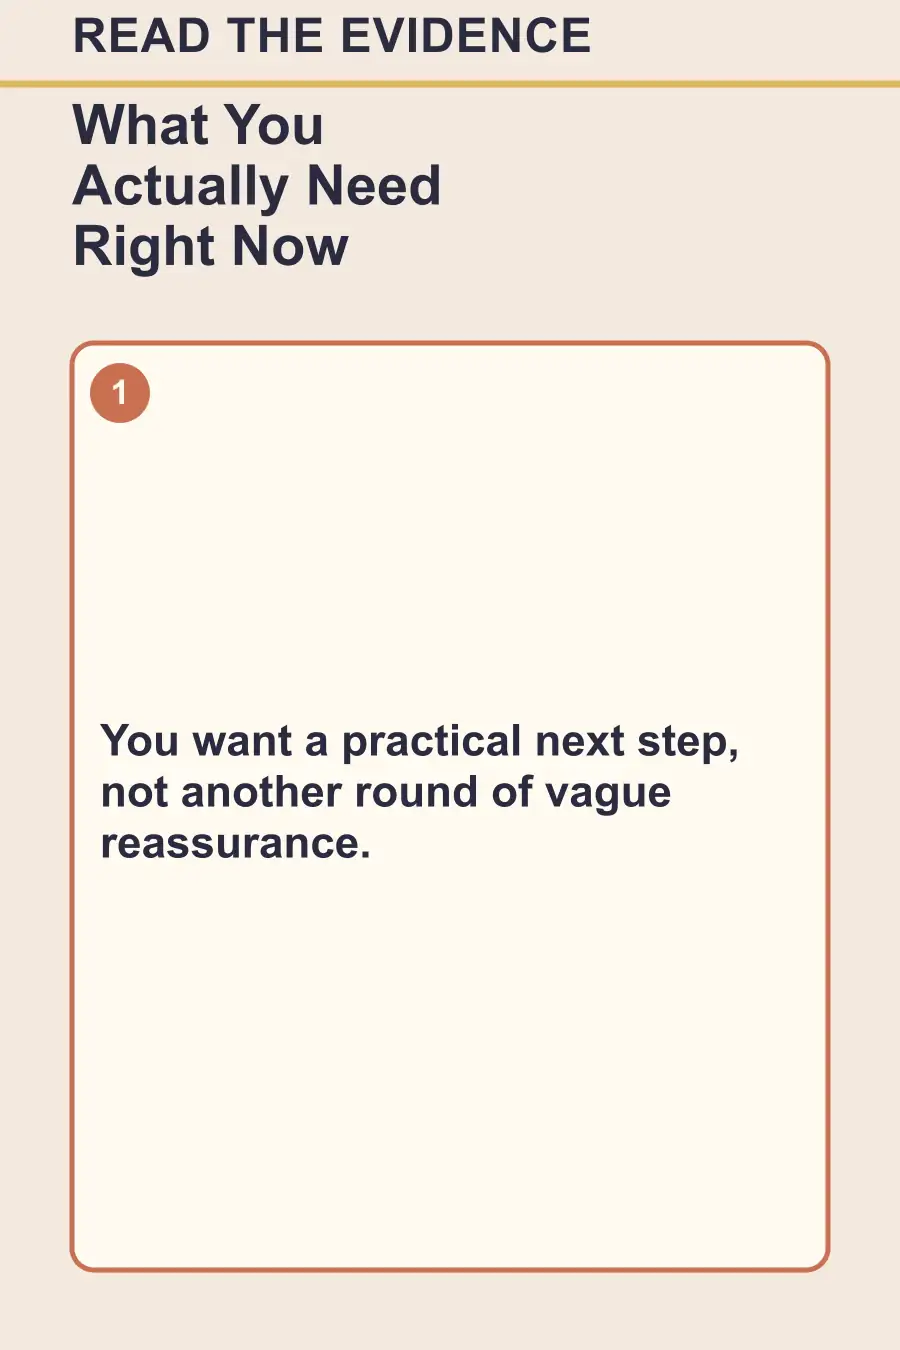 READ THE EVIDENCE
What You
Actually Need
Right Now
1
You want a practical next step,
not another round of vague
reassurance.